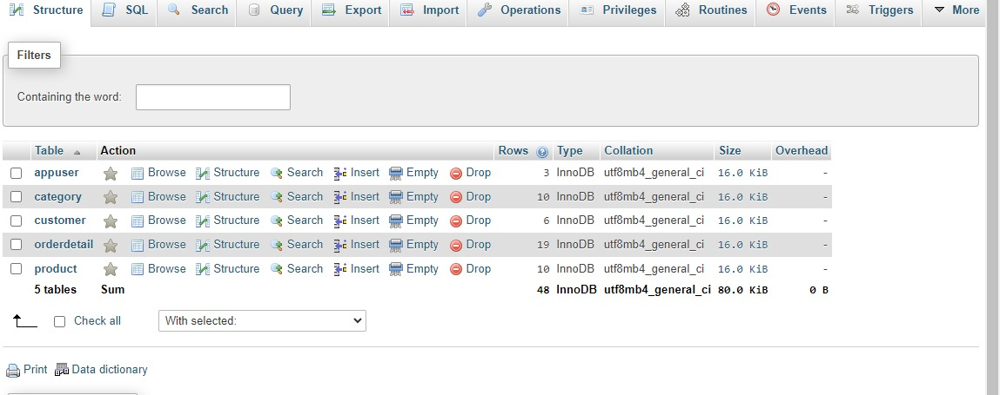 Structure SQL Search Query Export Import Operations Privileges Routines Events Triggers More
Filters
Containing the word:
Table Action Rows Type Collation Size Overhead
appuser Browse Structure Search Insert Empty Drop 3 InnoDB utf8mb4_general_ci 16.0 KiB -
category Browse Structure Search Insert Empty Drop 10 InnoDB utf8mb4_general_ci 16.0 KiB -
customer Browse Structure Search Insert Empty Drop 6 InnoDB utf8mb4_general_ci 16.0 KiB -
orderdetail Browse Structure Search Insert Empty Drop 19 InnoDB utf8mb4_general_ci 16.0 KiB -
product Browse Structure Search Insert Empty Drop 10 InnoDB utf8mb4_general_ci 16.0 KiB -
5 tables Sum 48 InnoDB utf8mb4_general_ci 80.0 KiB 0 B
Check all With selected:
Print Data dictionary